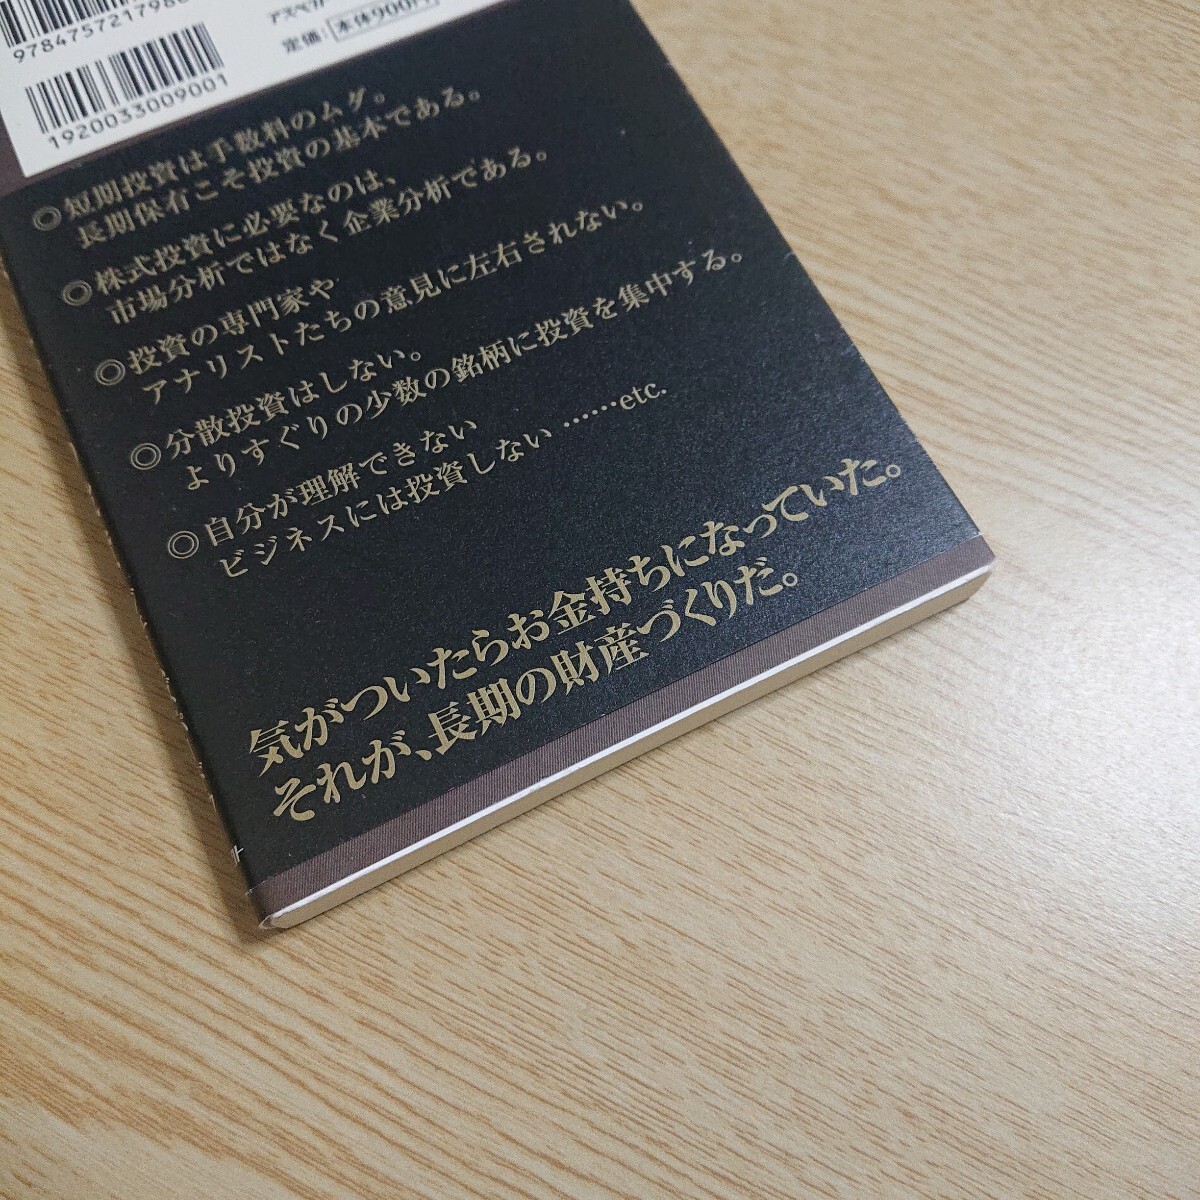 1920033009001
定価： 本体900円
◎短期投資は手数料のムダ。
長期保有こそ投資の基本である。
◎株式投資に必要なのは、
市場分析ではなく企業分析である。
◎投資の専門家や
アナリストたちの意見に左右されない。
◎分散投資はしない。
よりすぐりの少数の銘柄に投資を集中する。
◎自分が理解できない
ビジネスには投資しない……etc.
気がついたらお金持ちになっていた。
それが、長期の財産づくりだ。